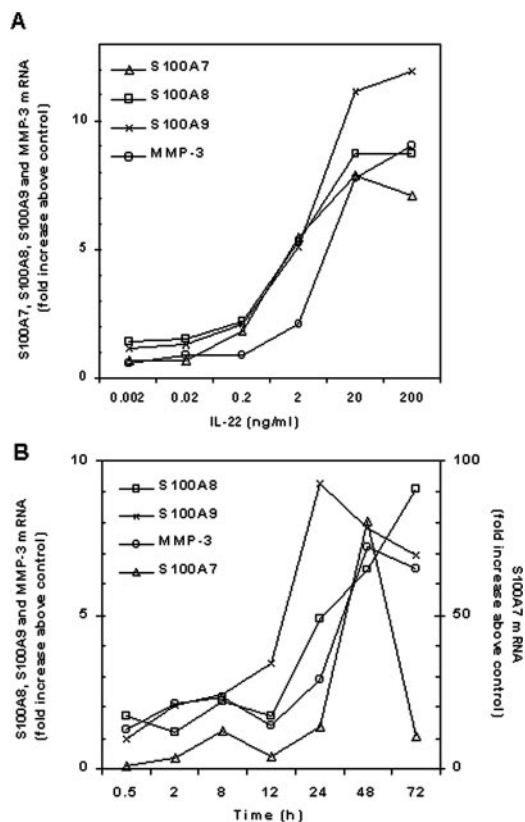 A
S100A7, S100A8, S100A9 and MMP-3 mRNA
(fold increase above control)
S100A7
S100A8
S100A9
MMP-3
10
5
0
0.002 0.02 0.2 2 20 200
IL-22 (ng/ml)
B
S100A8, S100A9 and MMP-3 mRNA
(fold increase above control)
S100A8
S100A9
MMP-3
S100A7
10
5
0
100
50
0
S100A7 mRNA
(fold increase above control)
0.5 2 8 12 24 48 72
Time (h)